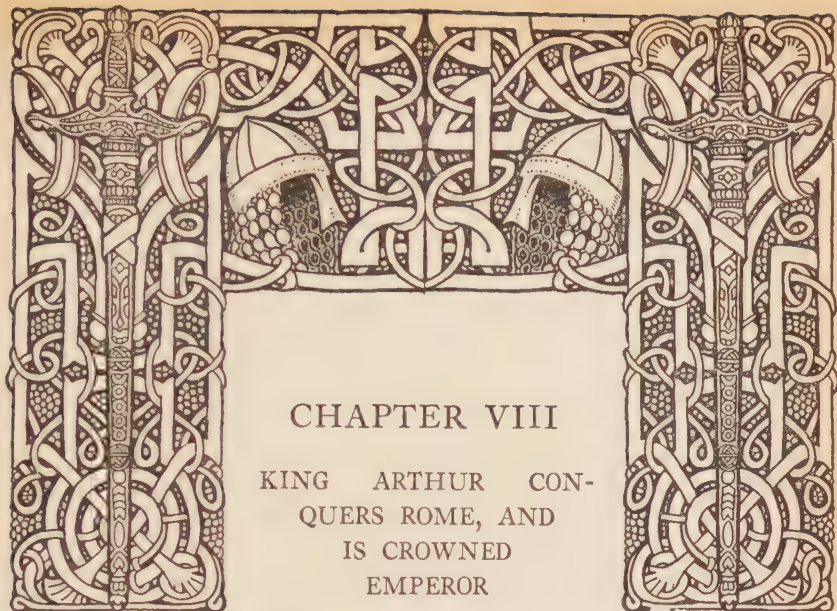 CHAPTER VIII
KING ARTHUR CON-
QUERS ROME, AND
IS CROWNED
EMPEROR